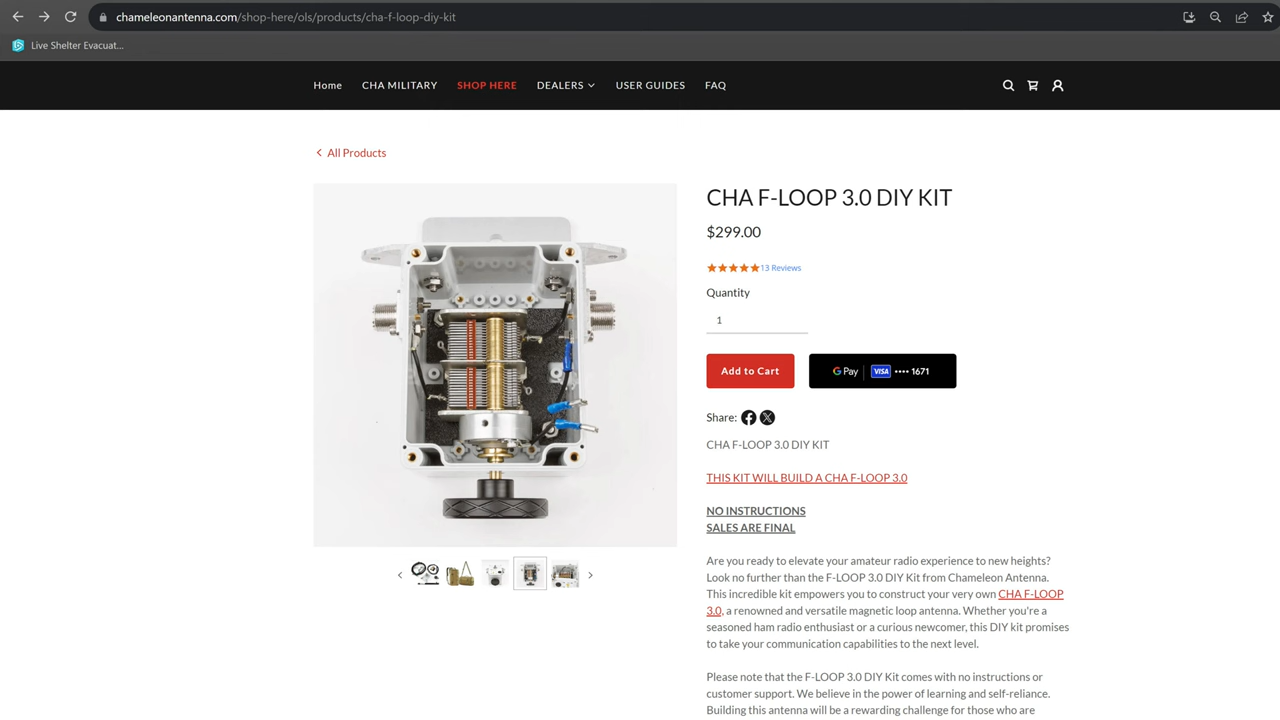 chameleonantenna.com/shop-here/ols/products/cha-f-loop-diy-kit
Live Shelter Evacuat...
Home CHA MILITARY SHOP HERE DEALERS USER GUIDES FAQ
All Products
CHA F-LOOP 3.0 DIY KIT
$299.00
13 Reviews
Quantity
1
Add to Cart
G Pay VISA •••• 1671
Share:
CHA F-LOOP 3.0 DIY KIT
THIS KIT WILL BUILD A CHA F-LOOP 3.0
NO INSTRUCTIONS
SALES ARE FINAL
Are you ready to elevate your amateur radio experience to new heights?
Look no further than the F-LOOP 3.0 DIY Kit from Chameleon Antenna.
This incredible kit empowers you to construct your very own CHA F-LOOP
3.0, a renowned and versatile magnetic loop antenna. Whether you're a
seasoned ham radio enthusiast or a curious newcomer, this DIY kit promises
to take your communication capabilities to the next level.
Please note that the F-LOOP 3.0 DIY Kit comes with no instructions or
customer support. We believe in the power of learning and self-reliance.
Building this antenna will be a rewarding challenge for those who are